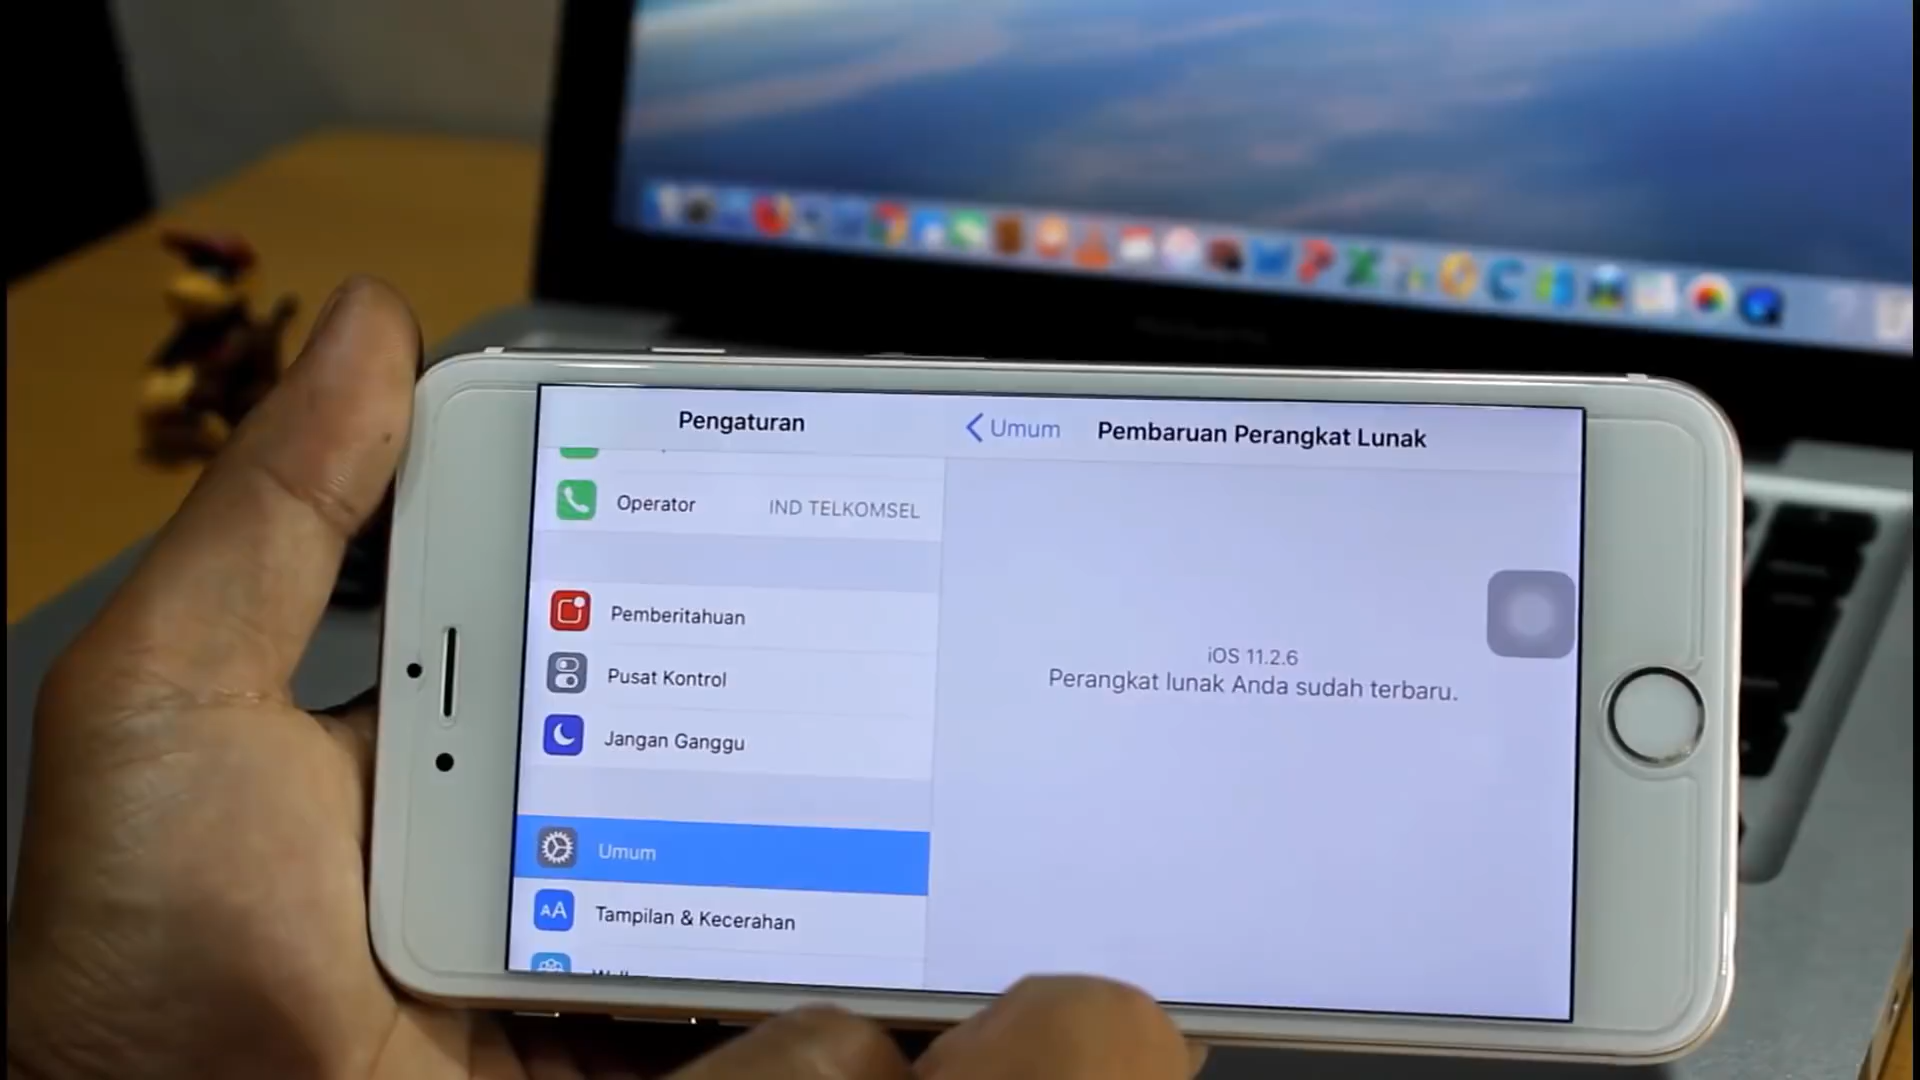 Pengaturan
Operator IND TELKOMSEL
Pemberitahuan
Pusat Kontrol
Jangan Ganggu
Umum
AA Tampilan & Kecerahan
Umum Pembaruan Perangkat Lunak
iOS 11.2.6
Perangkat lunak Anda sudah terbaru.